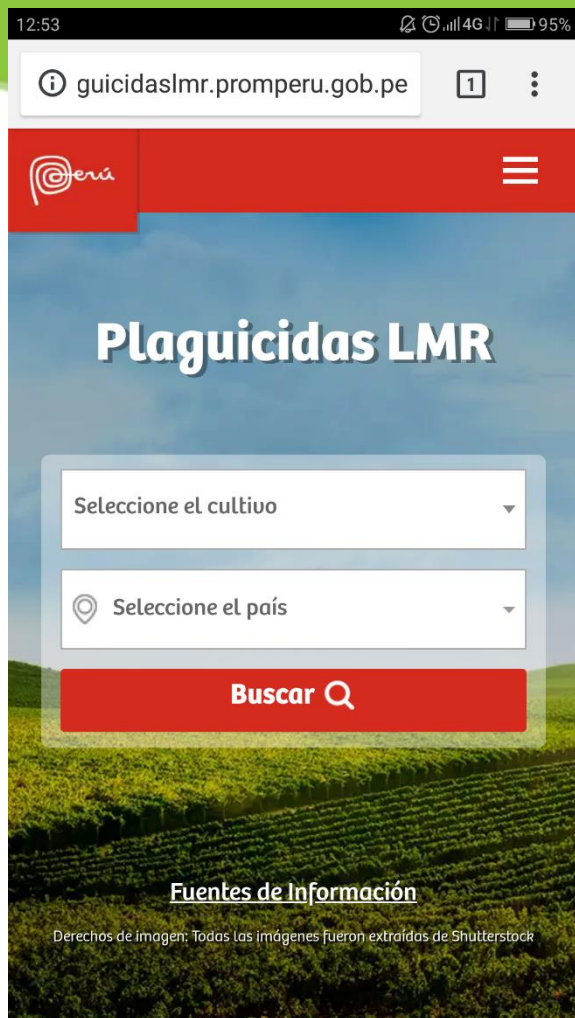 12:53
4G 95%
guicidaslmr.promperu.gob.pe
1
Perú
Plaguicidas LMR
Seleccione el cultivo
Seleccione el país
Buscar
Fuentes de Información
Derechos de imagen: Todas las imágenes fueron extraídas de Shutterstock